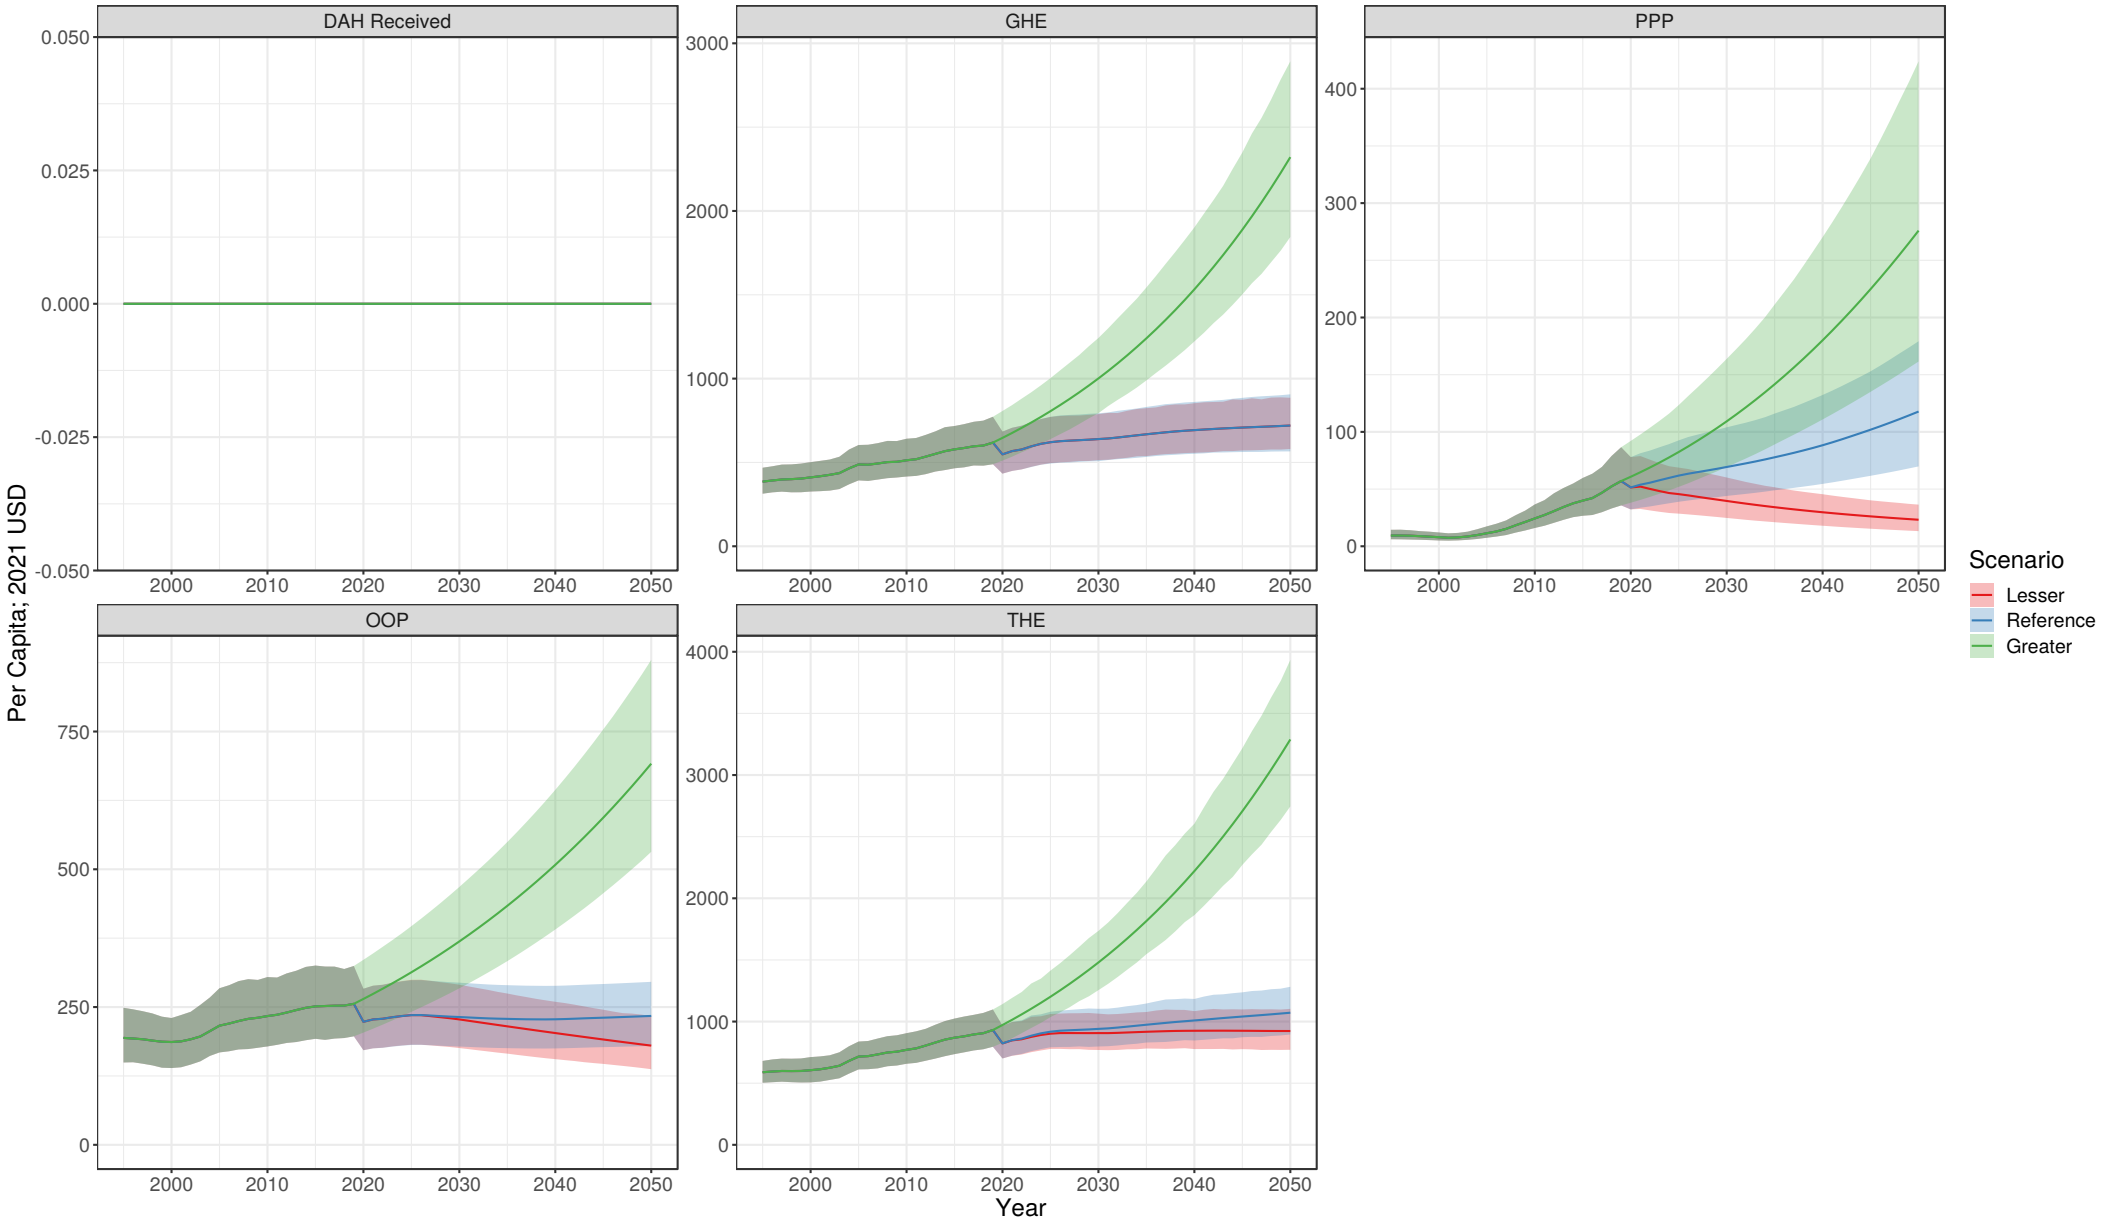 DAH Received
GHE
PPP
0.050
0.025
0.000
-0.025
-0.050
3000
2000
1000
0
400
300
200
100
0
2000 2010 2020 2030 2040 2050
2000 2010 2020 2030 2040 2050
2000 2010 2020 2030 2040 2050
OOP
THE
750
500
250
0
4000
3000
2000
1000
0
2000 2010 2020 2030 2040 2050
2000 2010 2020 2030 2040 2050
Per Capita; 2021 USD
Year
Scenario
Lesser
Reference
Greater